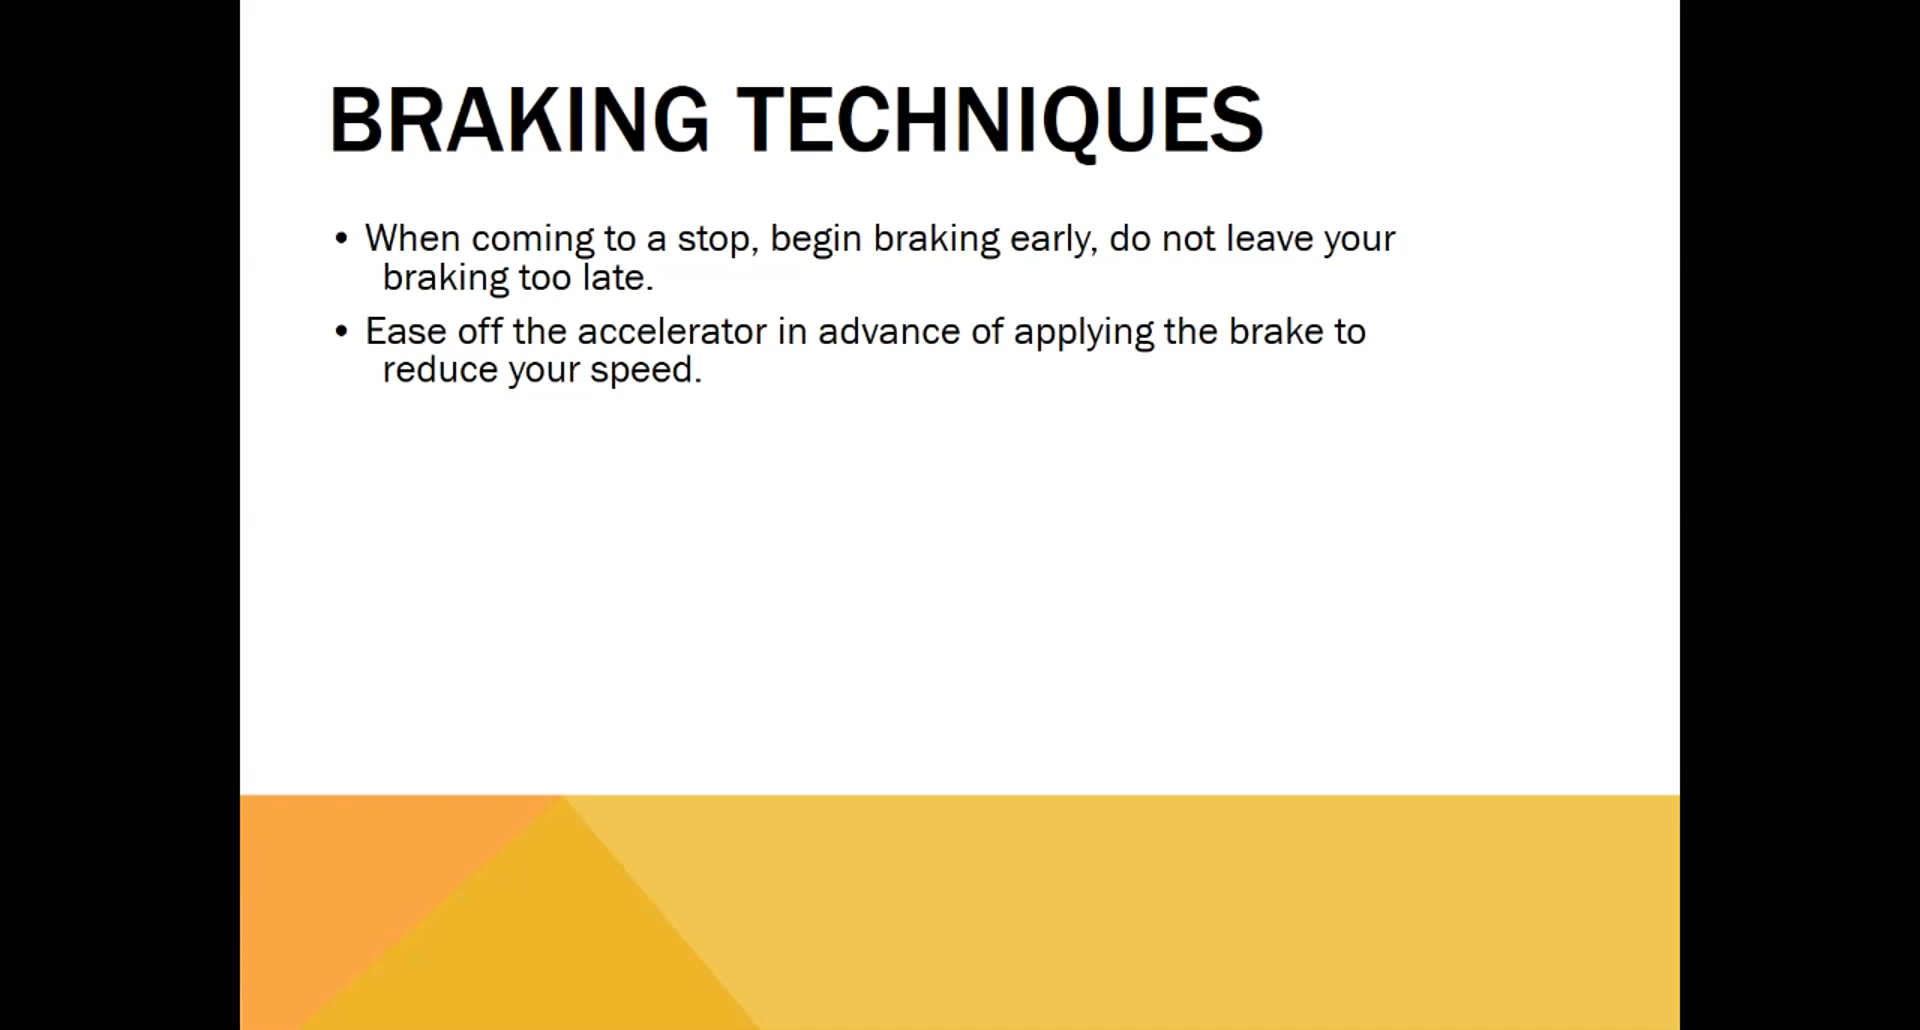 BRAKING TECHNIQUES
• When coming to a stop, begin braking early, do not leave your
braking too late.
• Ease off the accelerator in advance of applying the brake to
reduce your speed.